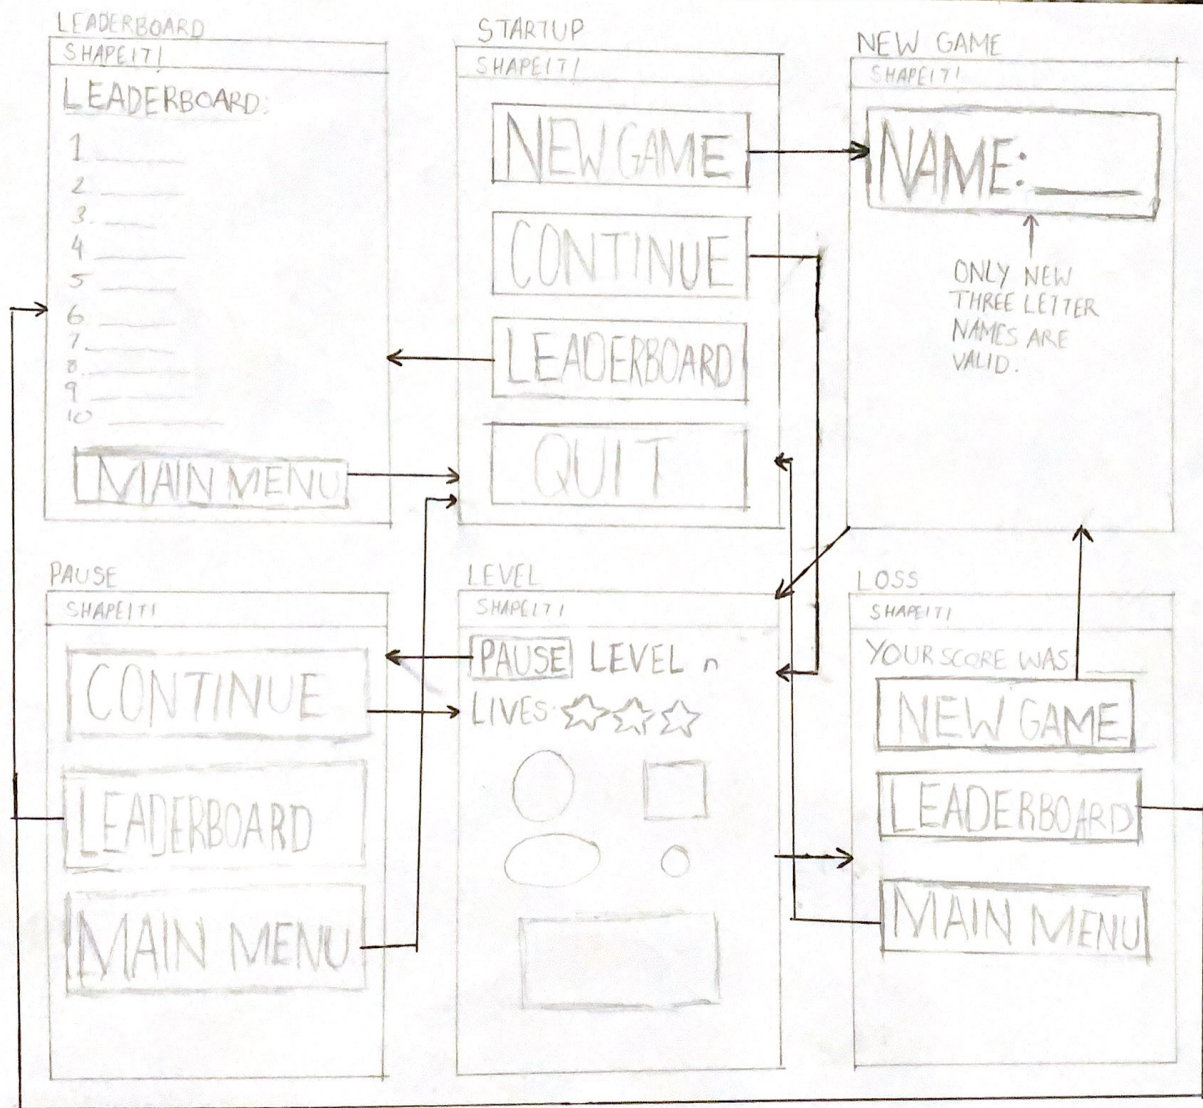 LEADERBOARD
SHAPEIT!
LEADERBOARD:
1.
2.
3.
4.
5.
6.
7.
8.
9.
10.
MAIN MENU
STARTUP
SHAPEIT!
NEW GAME
CONTINUE
LEADERBOARD
QUIT
NEW GAME
SHAPEIT!
NAME:
ONLY NEW
THREE LETTER
NAMES ARE
VALID.
PAUSE
SHAPEIT!
CONTINUE
LEADERBOARD
MAIN MENU
LEVEL
SHAPEIT!
PAUSE LEVEL n
LIVES:
LOSS
SHAPEIT!
YOUR SCORE WAS
NEW GAME
LEADERBOARD
MAIN MENU